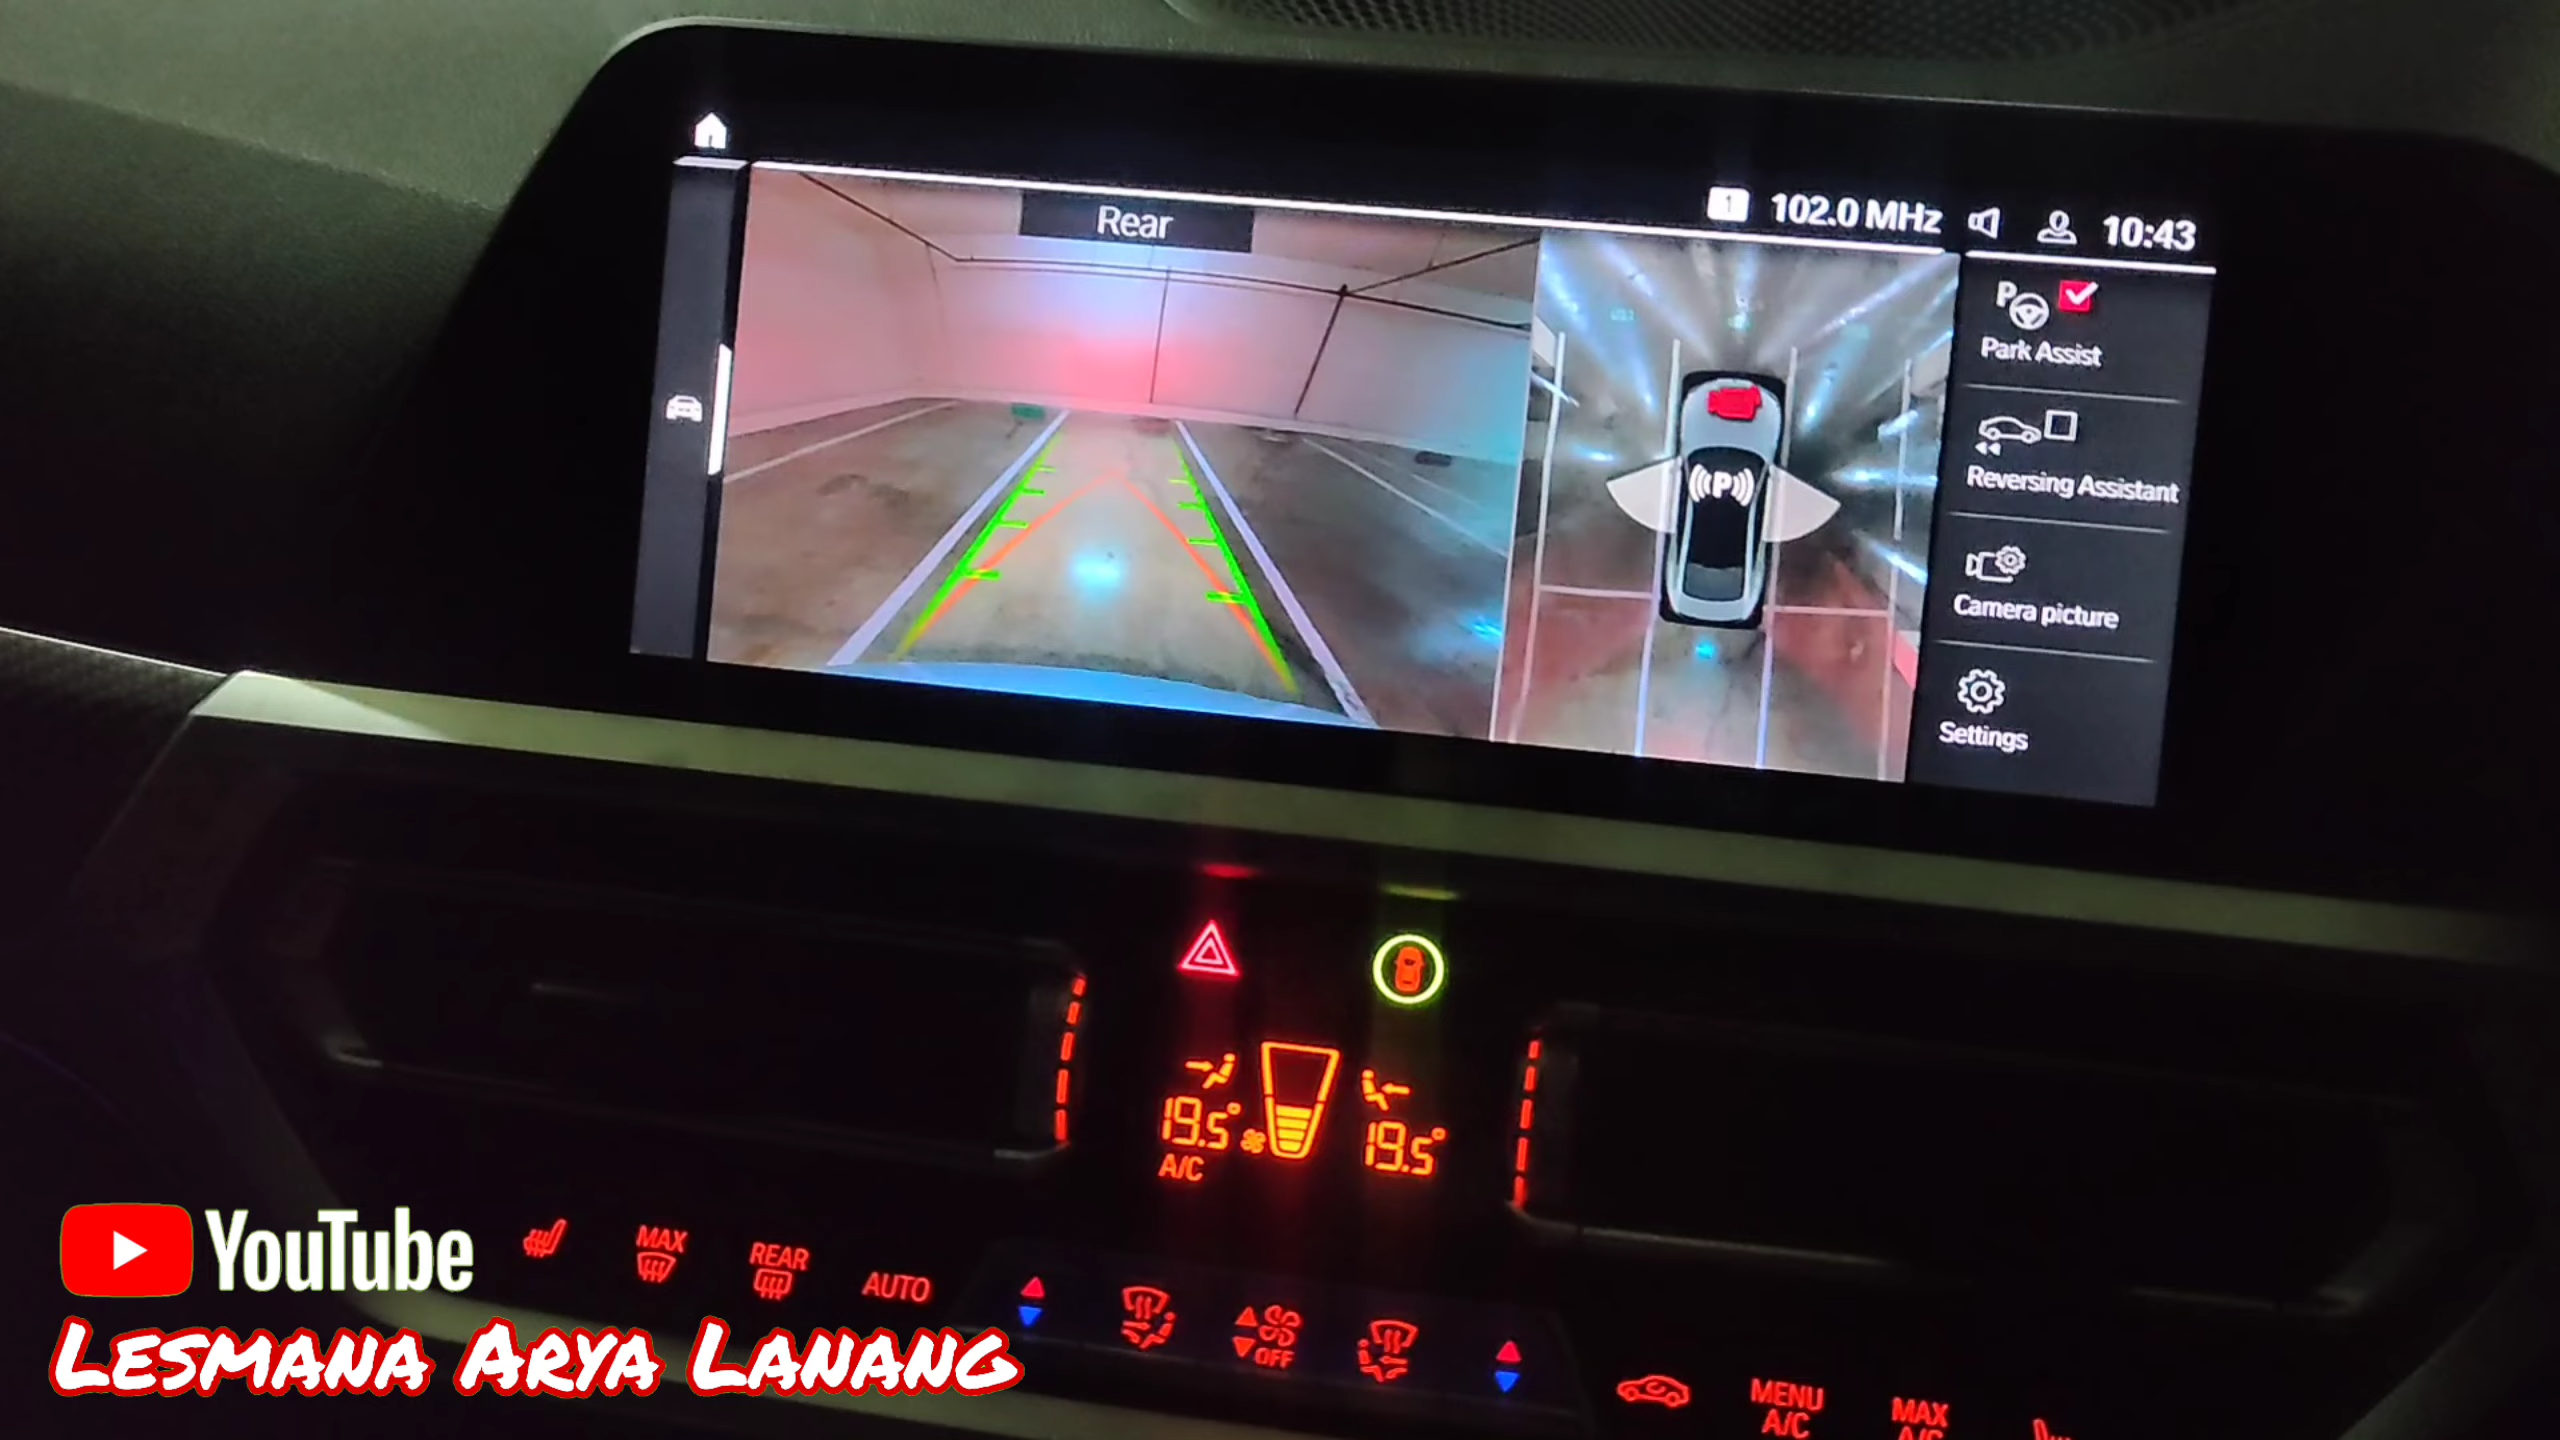 Rear
1 102.0 MHz 10:43
P
Park Assist
Reversing Assistant
Camera picture
Settings
P
19.5°
19.5°
A/C
MAX
REAR
AUTO
OFF
MENU
A/C
MAX
A/C
YouTube
Lesmana Arya Lanang